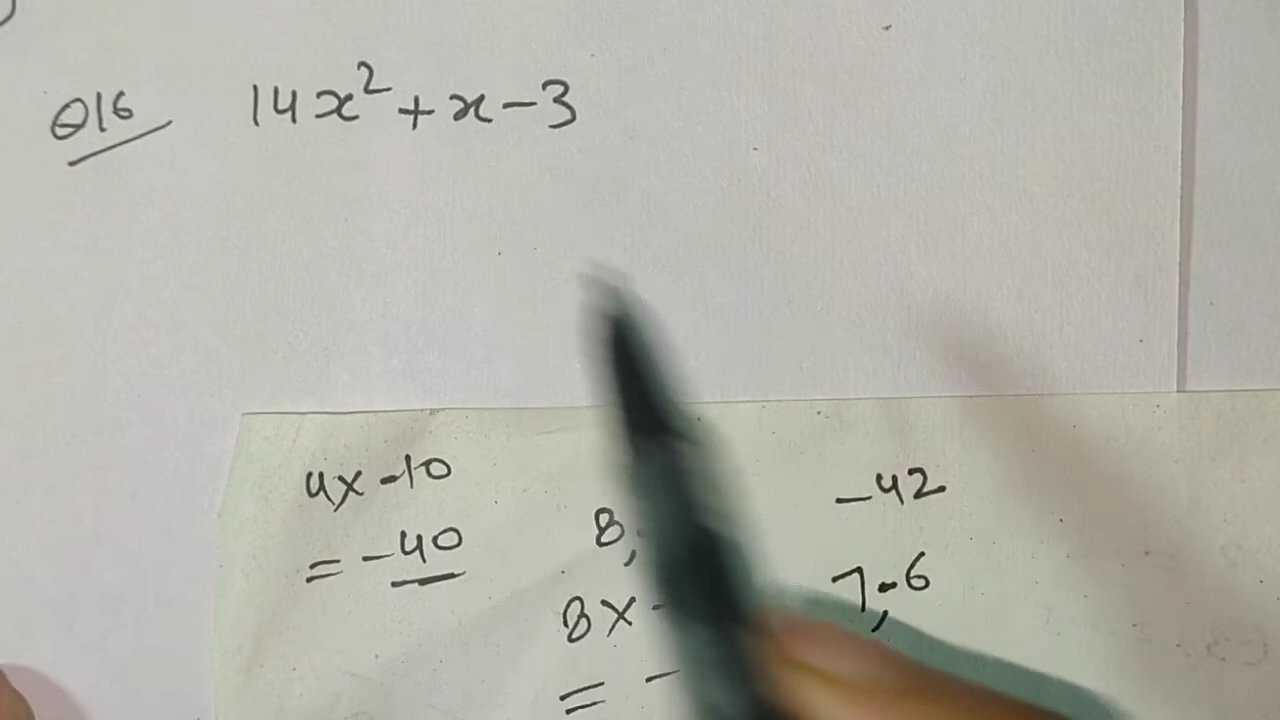 Q16 14x² + x - 3
4x -10
= -40
8,
8x -
= -
-42
7, -6